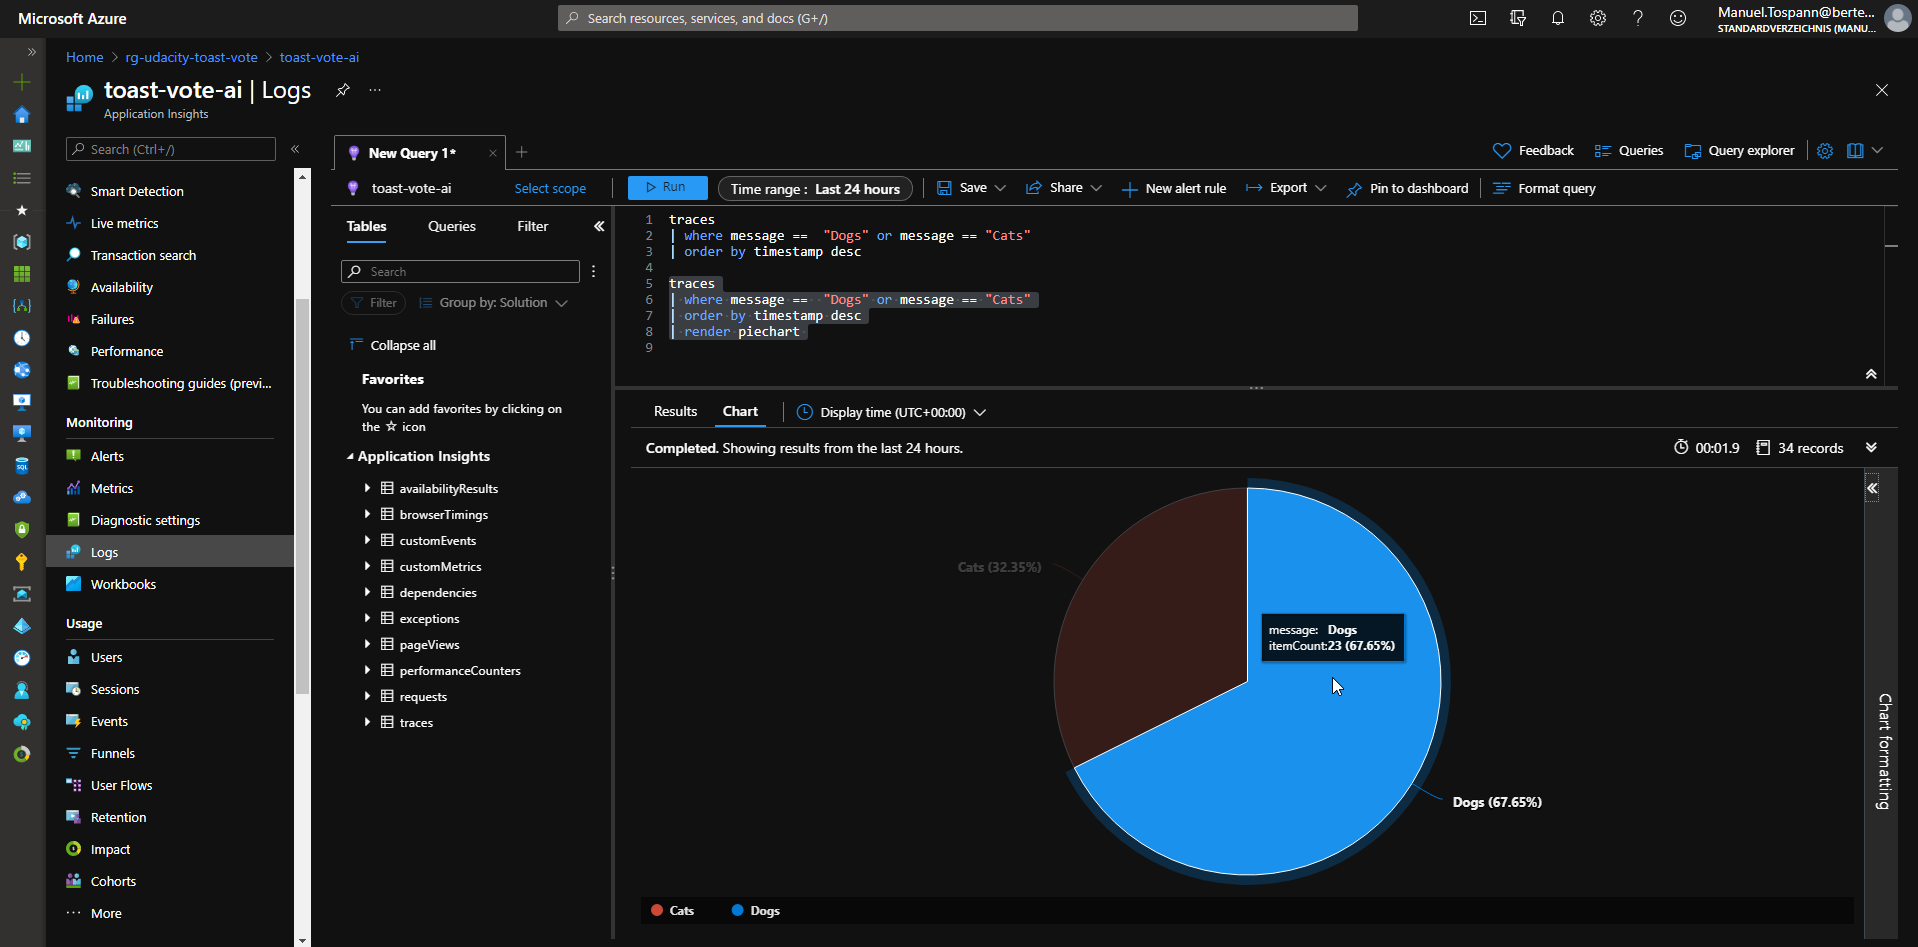 Microsoft Azure
Search resources, services, and docs (G+/)
Manuel.Tospann@berte...
STANDARDVERZEICHNIS (MANU...
Home > rg-udacity-toast-vote > toast-vote-ai
toast-vote-ai | Logs
Application Insights
Search (Ctrl+/)
Smart Detection
Live metrics
Transaction search
Availability
Failures
Performance
Troubleshooting guides (previ...
Monitoring
Alerts
Metrics
Diagnostic settings
Logs
Workbooks
Usage
Users
Sessions
Events
Funnels
User Flows
Retention
Impact
Cohorts
More
New Query 1*
Feedback
Queries
Query explorer
toast-vote-ai
Select scope
Run
Time range : Last 24 hours
Save
Share
New alert rule
Export
Pin to dashboard
Format query
Tables
Queries
Filter
Search
Filter
Group by: Solution
Collapse all
Favorites
You can add favorites by clicking on
the ☆ icon
Application Insights
availabilityResults
browserTimings
customEvents
customMetrics
dependencies
exceptions
pageViews
performanceCounters
requests
traces
1 traces
2 | where message ==  "Dogs" or message == "Cats"
3 | order by timestamp desc
4
5 traces
6 | where message ==  "Dogs" or message == "Cats"
7 | order by timestamp desc
8 | render piechart
9
Results
Chart
Display time (UTC+00:00)
Completed. Showing results from the last 24 hours.
00:01.9
34 records
Cats (32.35%)
message: Dogs
itemCount:23 (67.65%)
Dogs (67.65%)
Chart formatting
Cats
Dogs